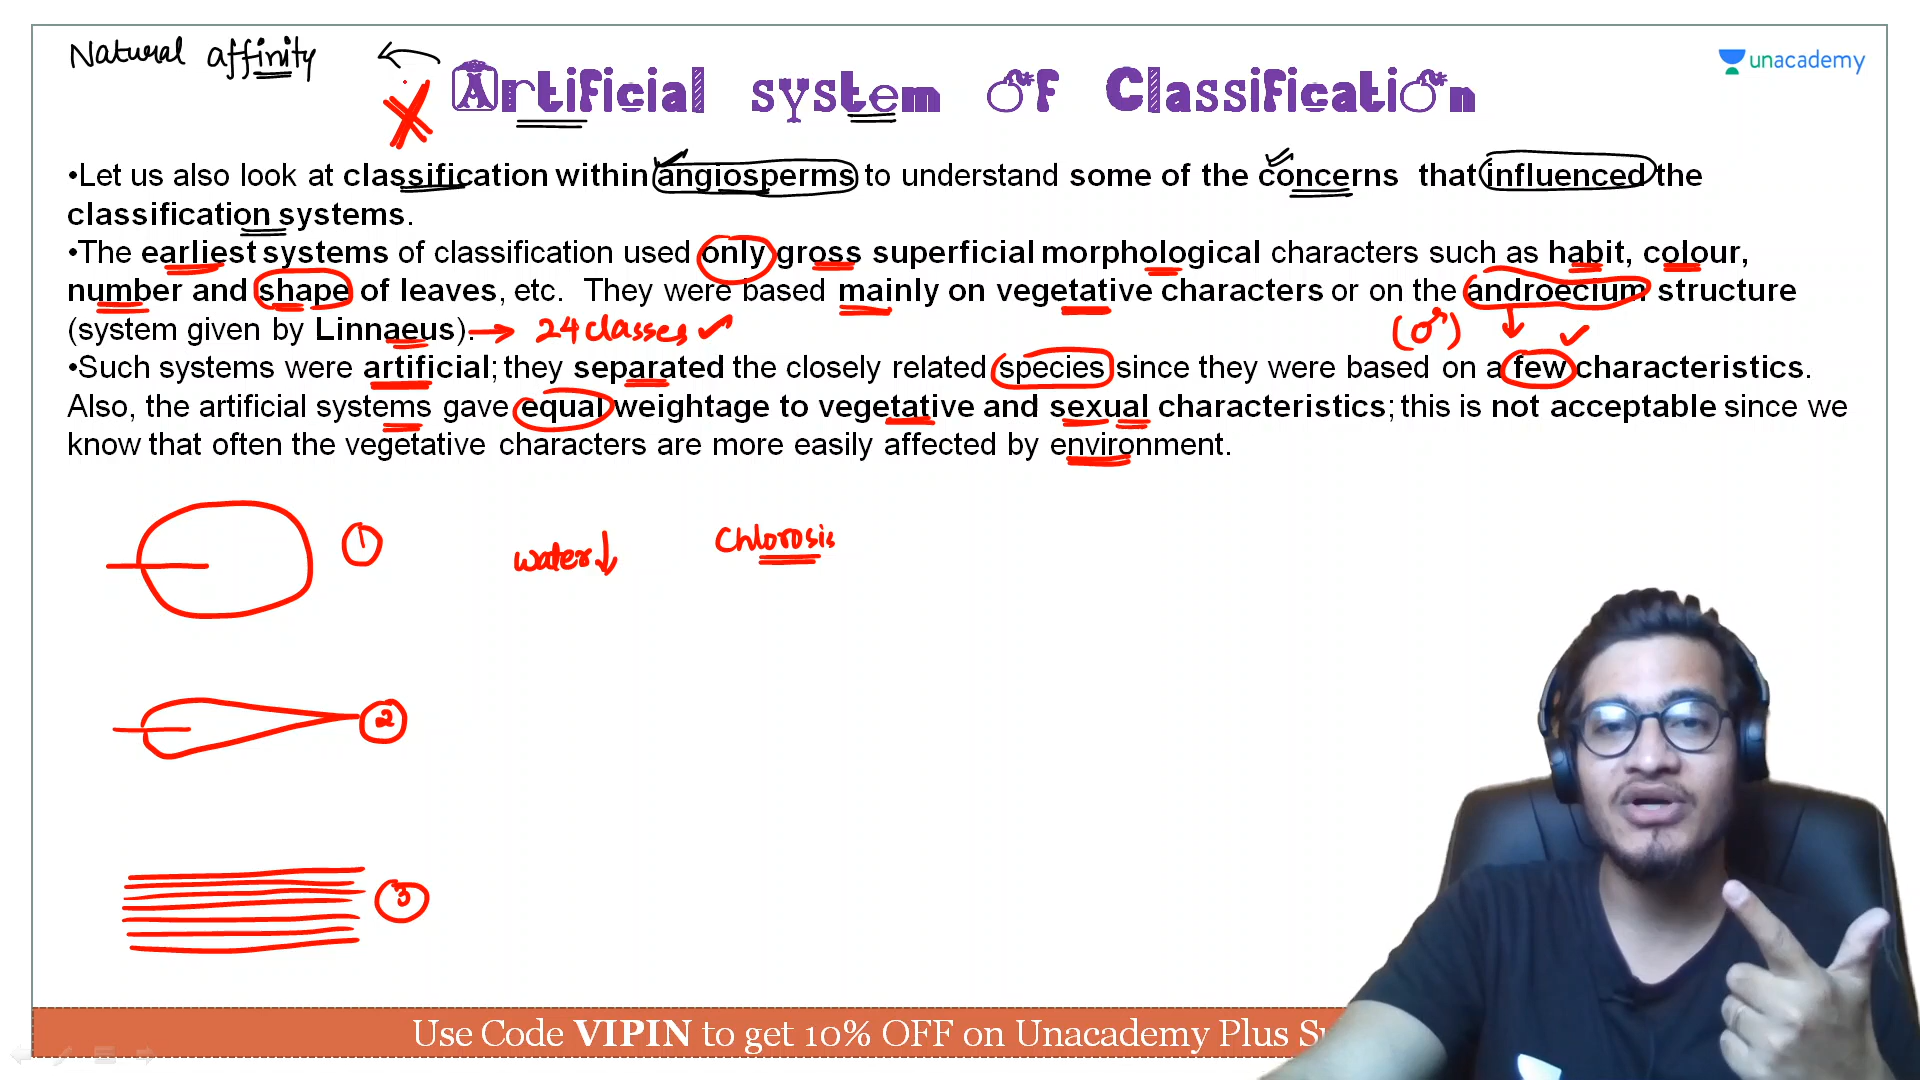 Natural affinity
Artificial system of Classification
unacademy
•Let us also look at classification within angiosperms to understand some of the concerns that influenced the
classification systems.
•The earliest systems of classification used only gross superficial morphological characters such as habit, colour,
number and shape of leaves, etc. They were based mainly on vegetative characters or on the androecium structure
(system given by Linnaeus). → 24 classes ✓ (♂)
•Such systems were artificial; they separated the closely related species since they were based on a few characteristics.
Also, the artificial systems gave equal weightage to vegetative and sexual characteristics; this is not acceptable since we
know that often the vegetative characters are more easily affected by environment.
1
water↓
Chlorosis
2
3
Use Code VIPIN to get 10% OFF on Unacademy Plus